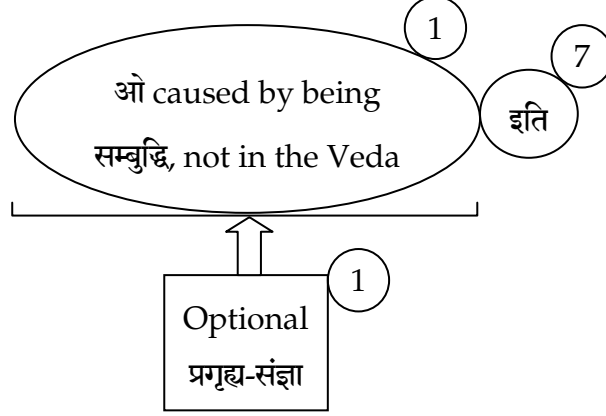 1
7
ओ caused by being
इति
सम्बुद्धि, not in the Veda
1
Optional
प्रगृह्य-संज्ञा